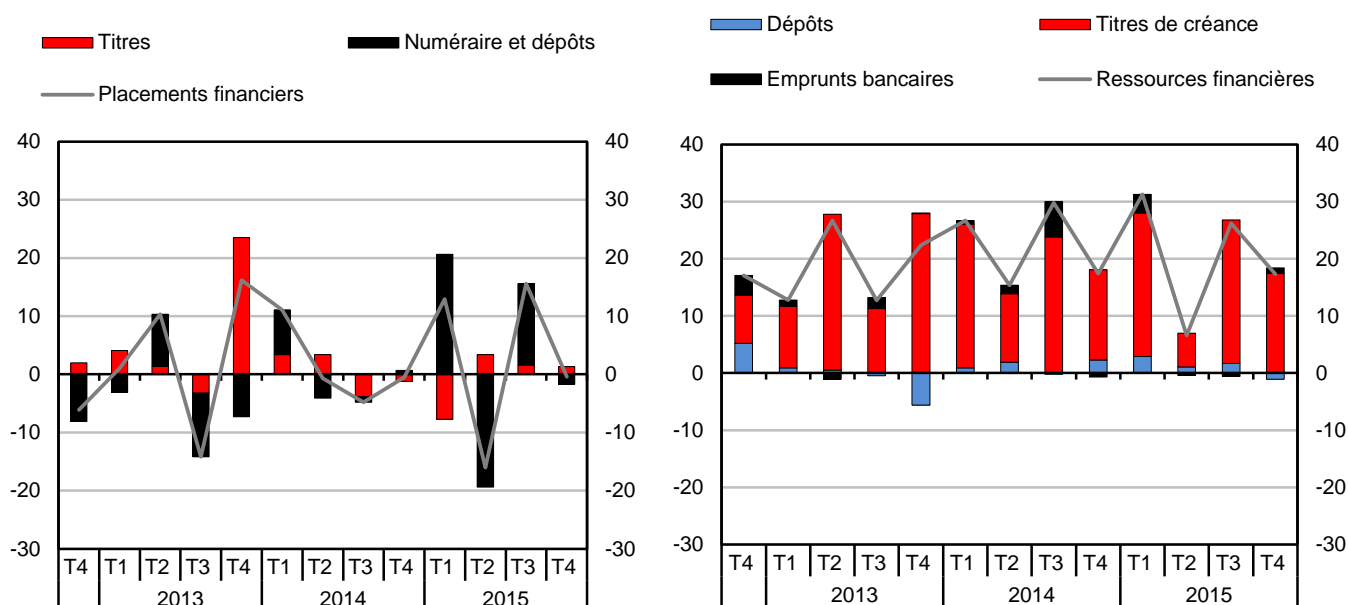 Titres
Numéraire et dépôts
Placements financiers
40 40
30 30
20 20
10 10
0 0
-10 -10
-20 -20
-30 -30
T4 T1 T2 T3 T4 T1 T2 T3 T4 T1 T2 T3 T4
2013 2014 2015
Dépôts
Titres de créance
Emprunts bancaires
Ressources financières
40 40
30 30
20 20
10 10
0 0
-10 -10
-20 -20
-30 -30
T4 T1 T2 T3 T4 T1 T2 T3 T4 T1 T2 T3 T4
2013 2014 2015